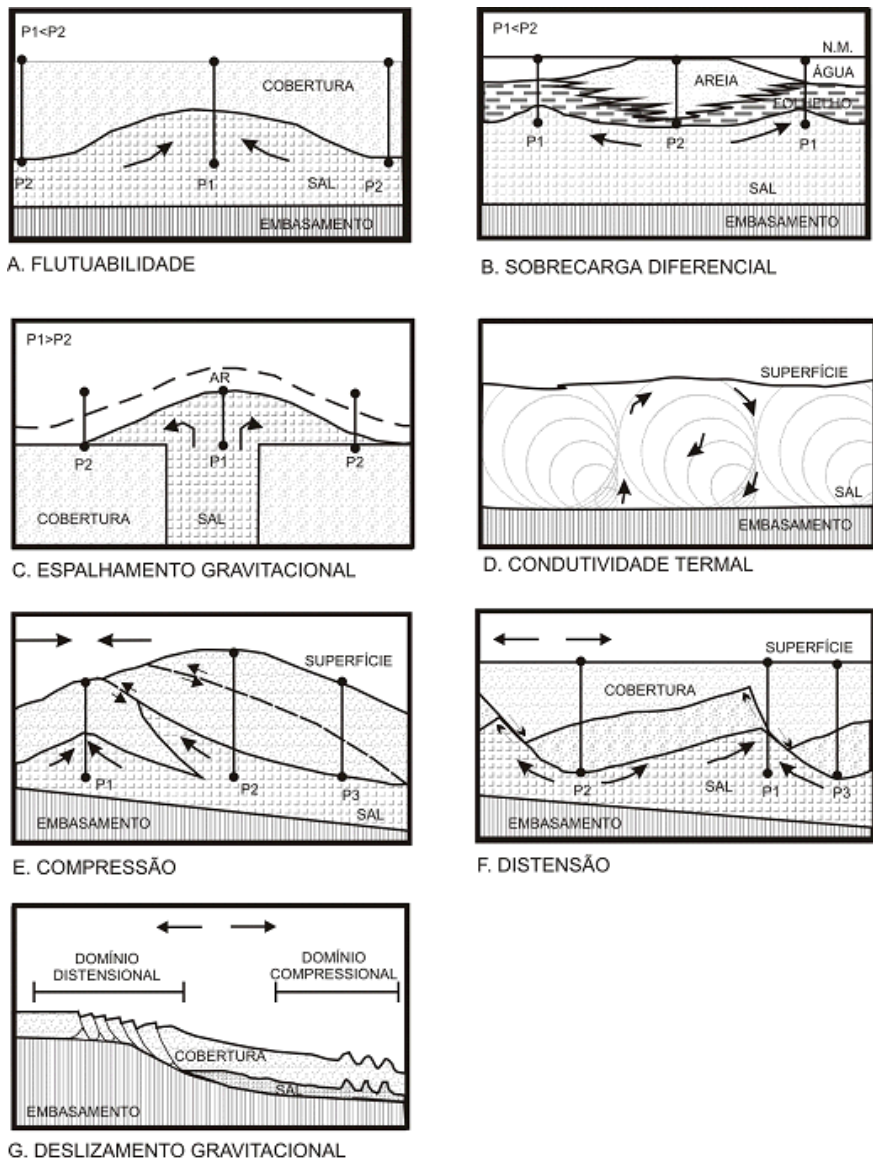 P1<P2
COBERTURA
P2
P1
SAL
P2
EMBASAMENTO
A. FLUTUABILIDADE
P1<P2
N.M.
ÁGUA
AREIA
FOLHELHO
P1
P2
P1
SAL
EMBASAMENTO
B. SOBRECARGA DIFERENCIAL
P1>P2
AR
P2
P1
P2
COBERTURA
SAL
C. ESPALHAMENTO GRAVITACIONAL
SUPERFÍCIE
SAL
EMBASAMENTO
D. CONDUTIVIDADE TERMAL
SUPERFÍCIE
P1
P2
P3
SAL
EMBASAMENTO
E. COMPRESSÃO
SUPERFÍCIE
COBERTURA
P2
SAL
P1
P3
EMBASAMENTO
F. DISTENSÃO
DOMÍNIO
DISTENSIONAL
DOMÍNIO
COMPRESSIONAL
COBERTURA
SAL
EMBASAMENTO
G. DESLIZAMENTO GRAVITACIONAL